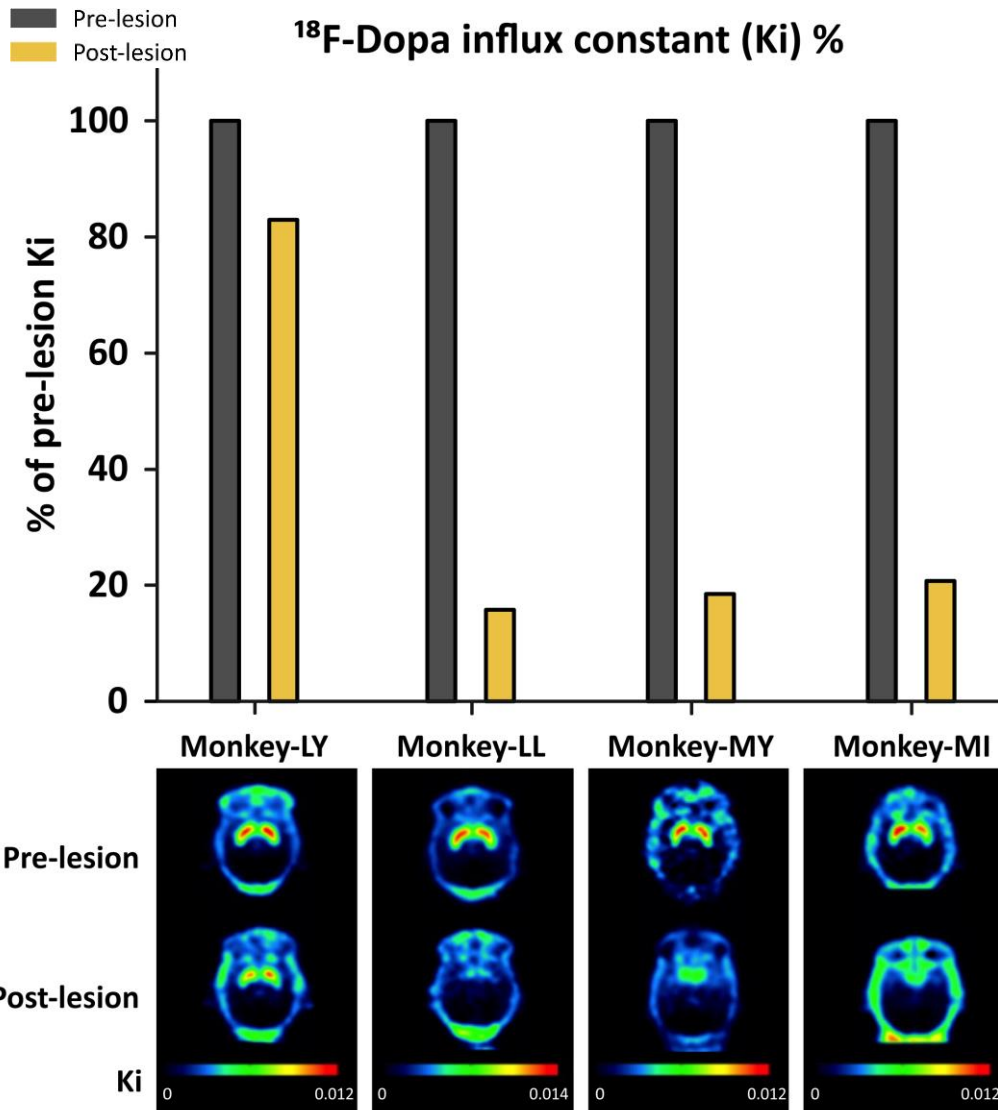 Pre-lesion
Post-lesion
¹⁸F-Dopa influx constant (Ki) %
% of pre-lesion Ki
100
80
60
40
20
0
Monkey-LY Monkey-LL Monkey-MY Monkey-MI
Pre-lesion
Post-lesion
Ki
0 0.012 0 0.014 0 0.012 0 0.012